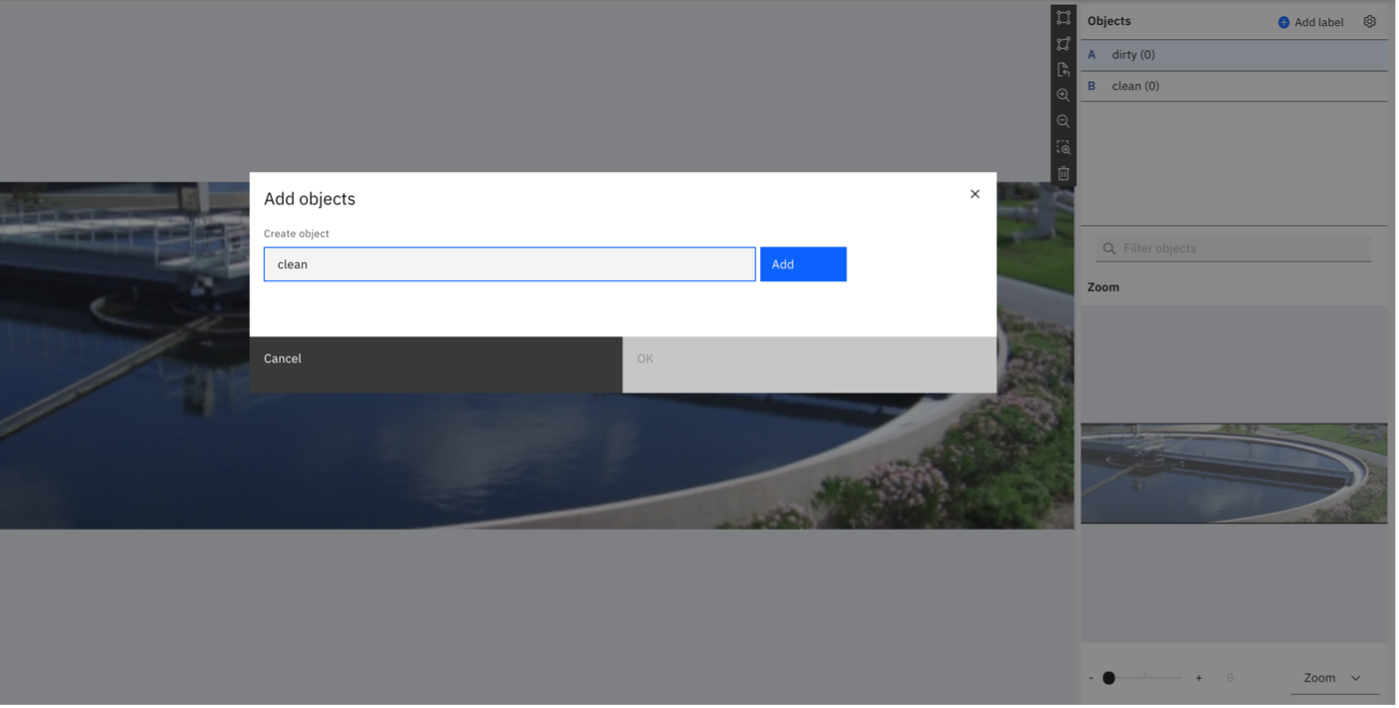 Objects
Add label
A dirty (0)
B clean (0)
Add objects
Create object
clean
Add
Cancel
OK
Filter objects
Zoom
- + 0
Zoom